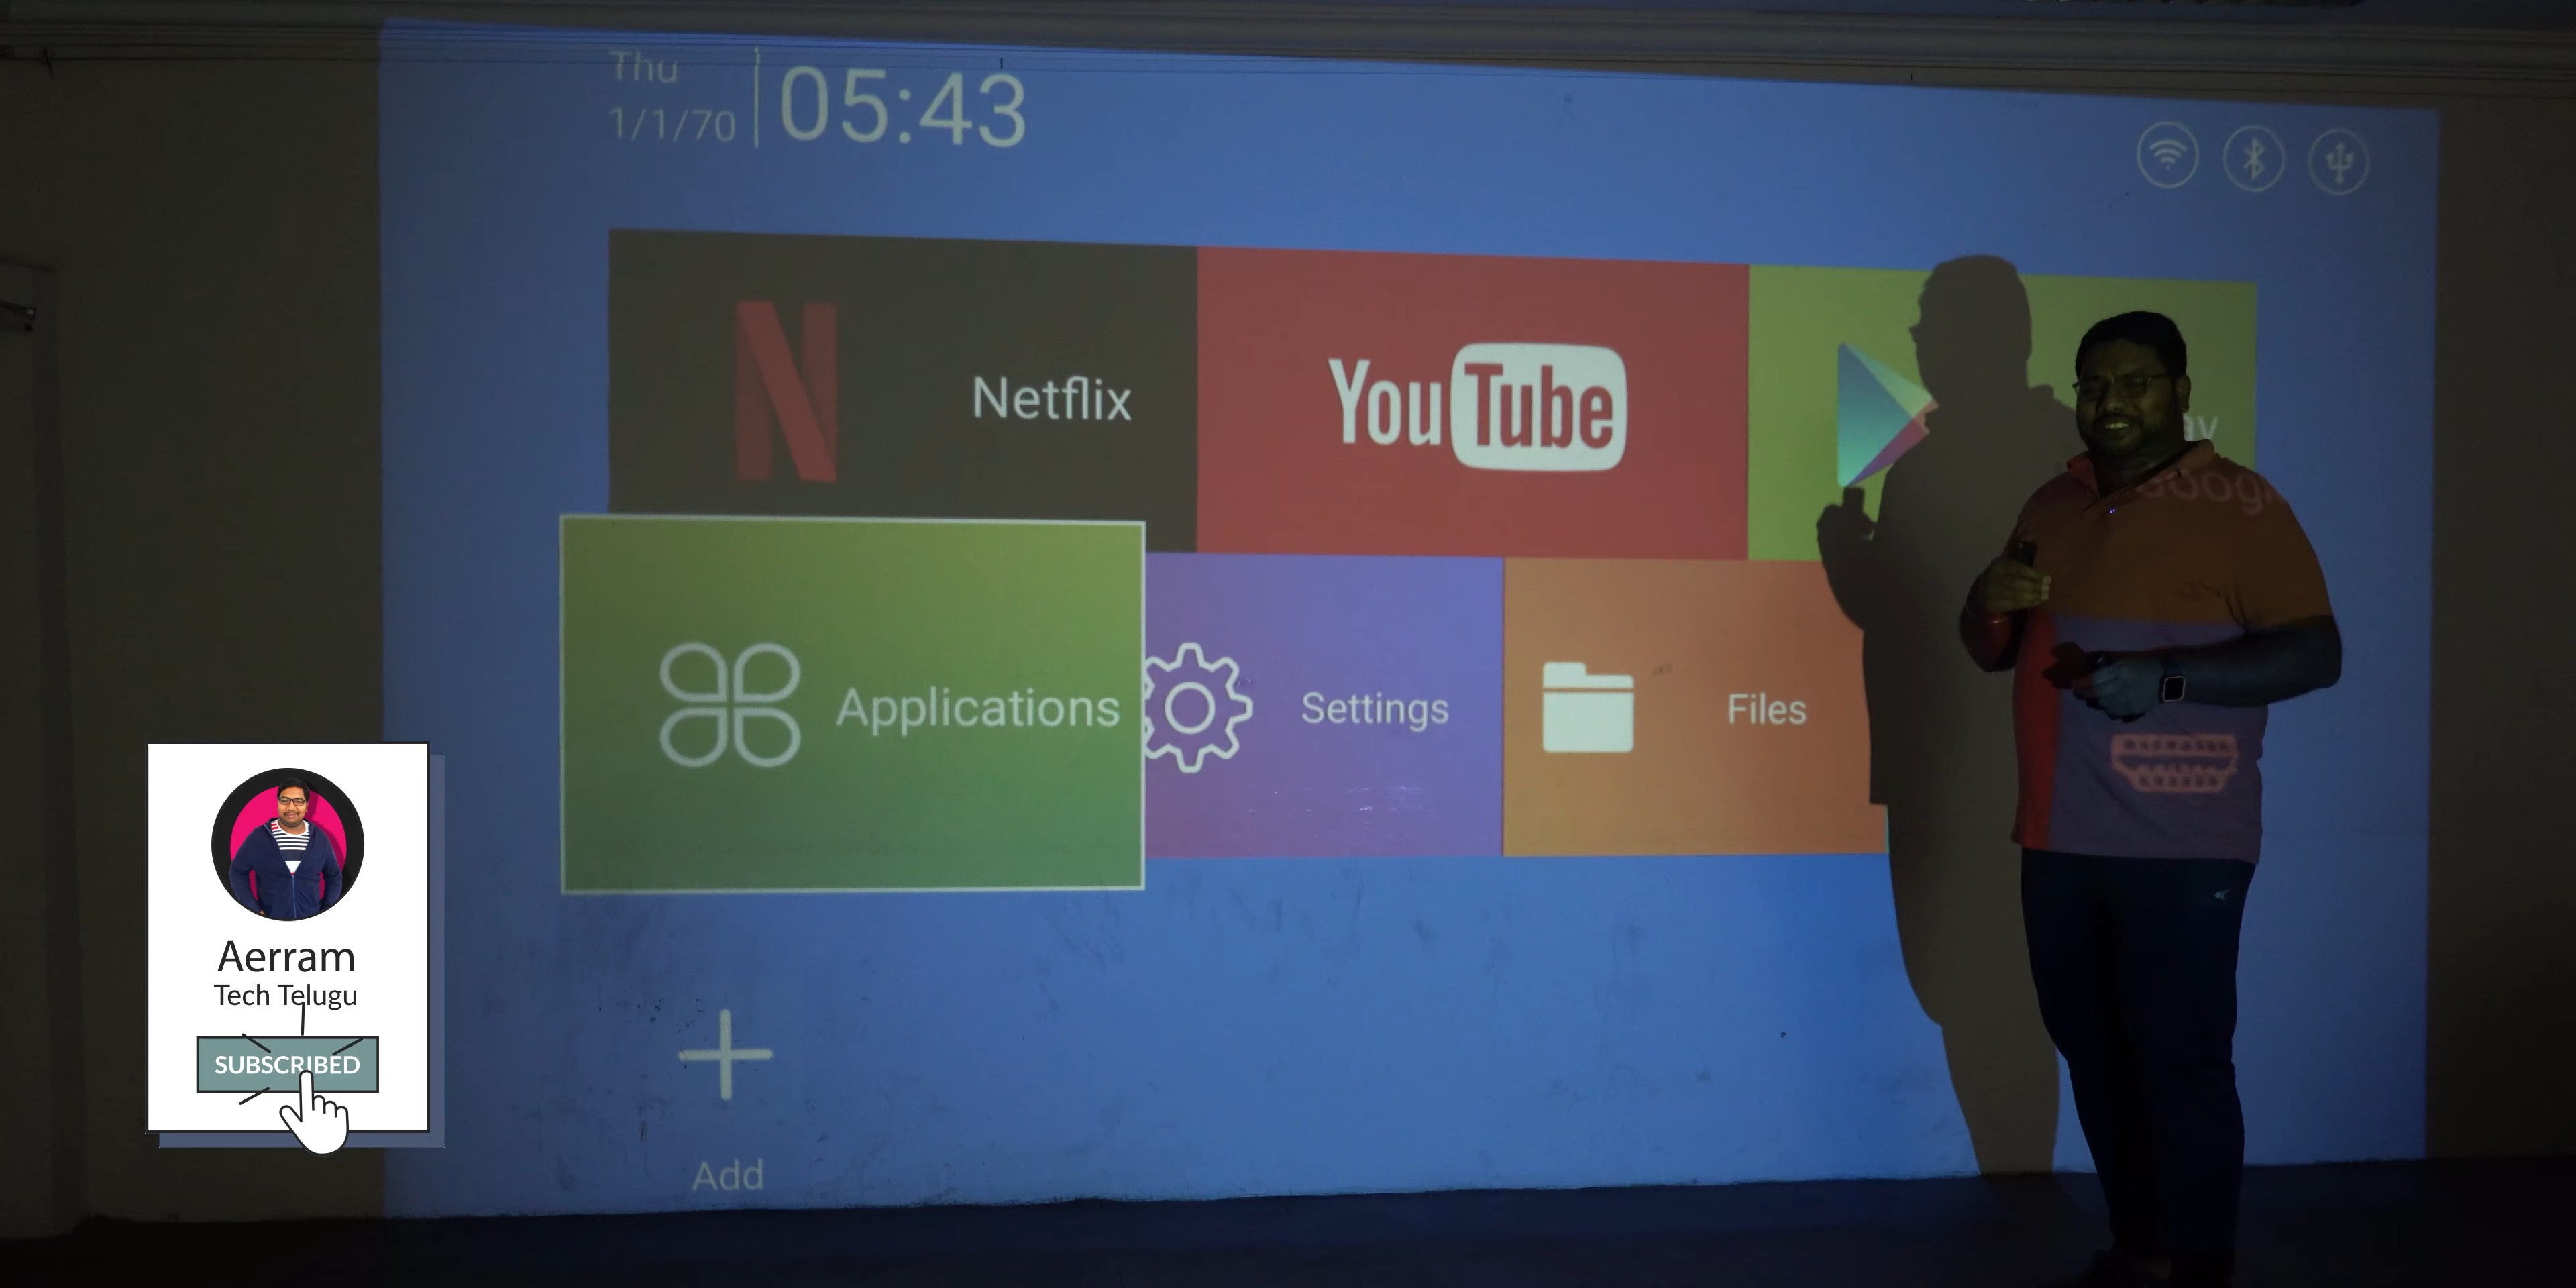 Thu
1/1/70
05:43
Netflix
YouTube
Applications
Settings
Files
Add
Aerram
Tech Telugu
SUBSCRIBED